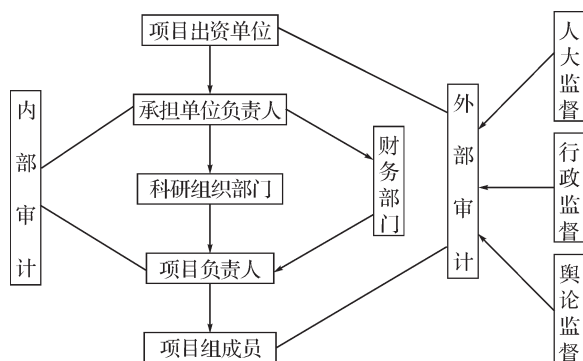 项目出资单位
承担单位负责人
科研组织部门
项目负责人
项目组成员
内部审计
财务部门
外部审计
人大监督
行政监督
舆论监督